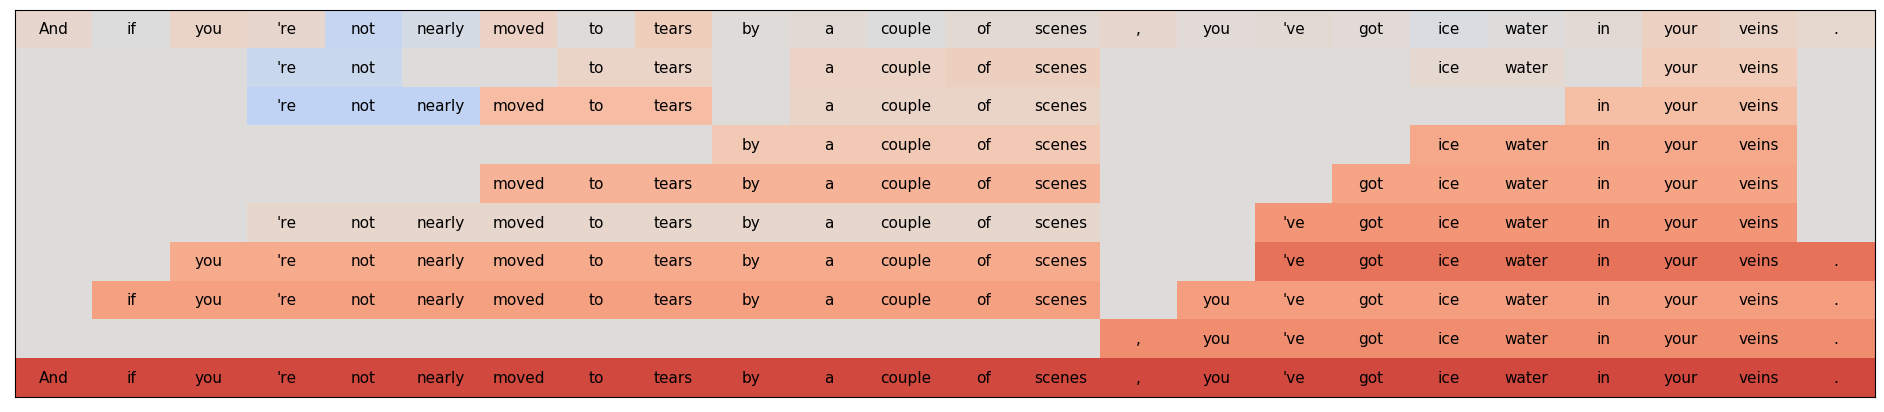 And if you 're not nearly moved to tears by a couple of scenes , you 've got ice water in your veins .
're not to tears a couple of scenes ice water your veins
're not nearly moved to tears a couple of scenes in your veins
by a couple of scenes ice water in your veins
moved to tears by a couple of scenes got ice water in your veins
're not nearly moved to tears by a couple of scenes 've got ice water in your veins
you 're not nearly moved to tears by a couple of scenes 've got ice water in your veins .
if you 're not nearly moved to tears by a couple of scenes you 've got ice water in your veins .
, you 've got ice water in your veins .
And if you 're not nearly moved to tears by a couple of scenes , you 've got ice water in your veins .